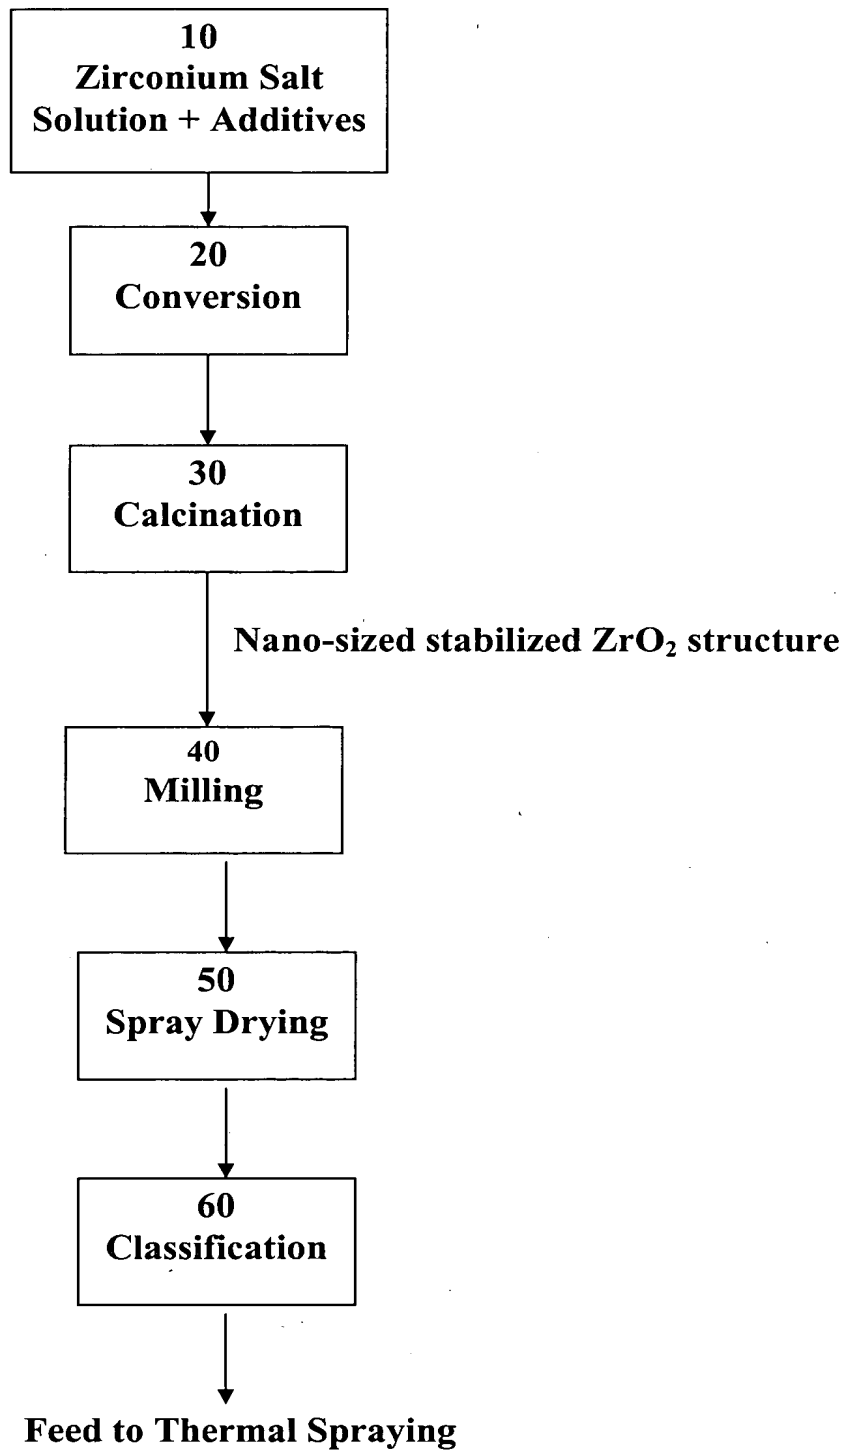 10
Zirconium Salt
Solution + Additives
20
Conversion
30
Calcination
Nano-sized stabilized ZrO₂ structure
40
Milling
50
Spray Drying
60
Classification
Feed to Thermal Spraying